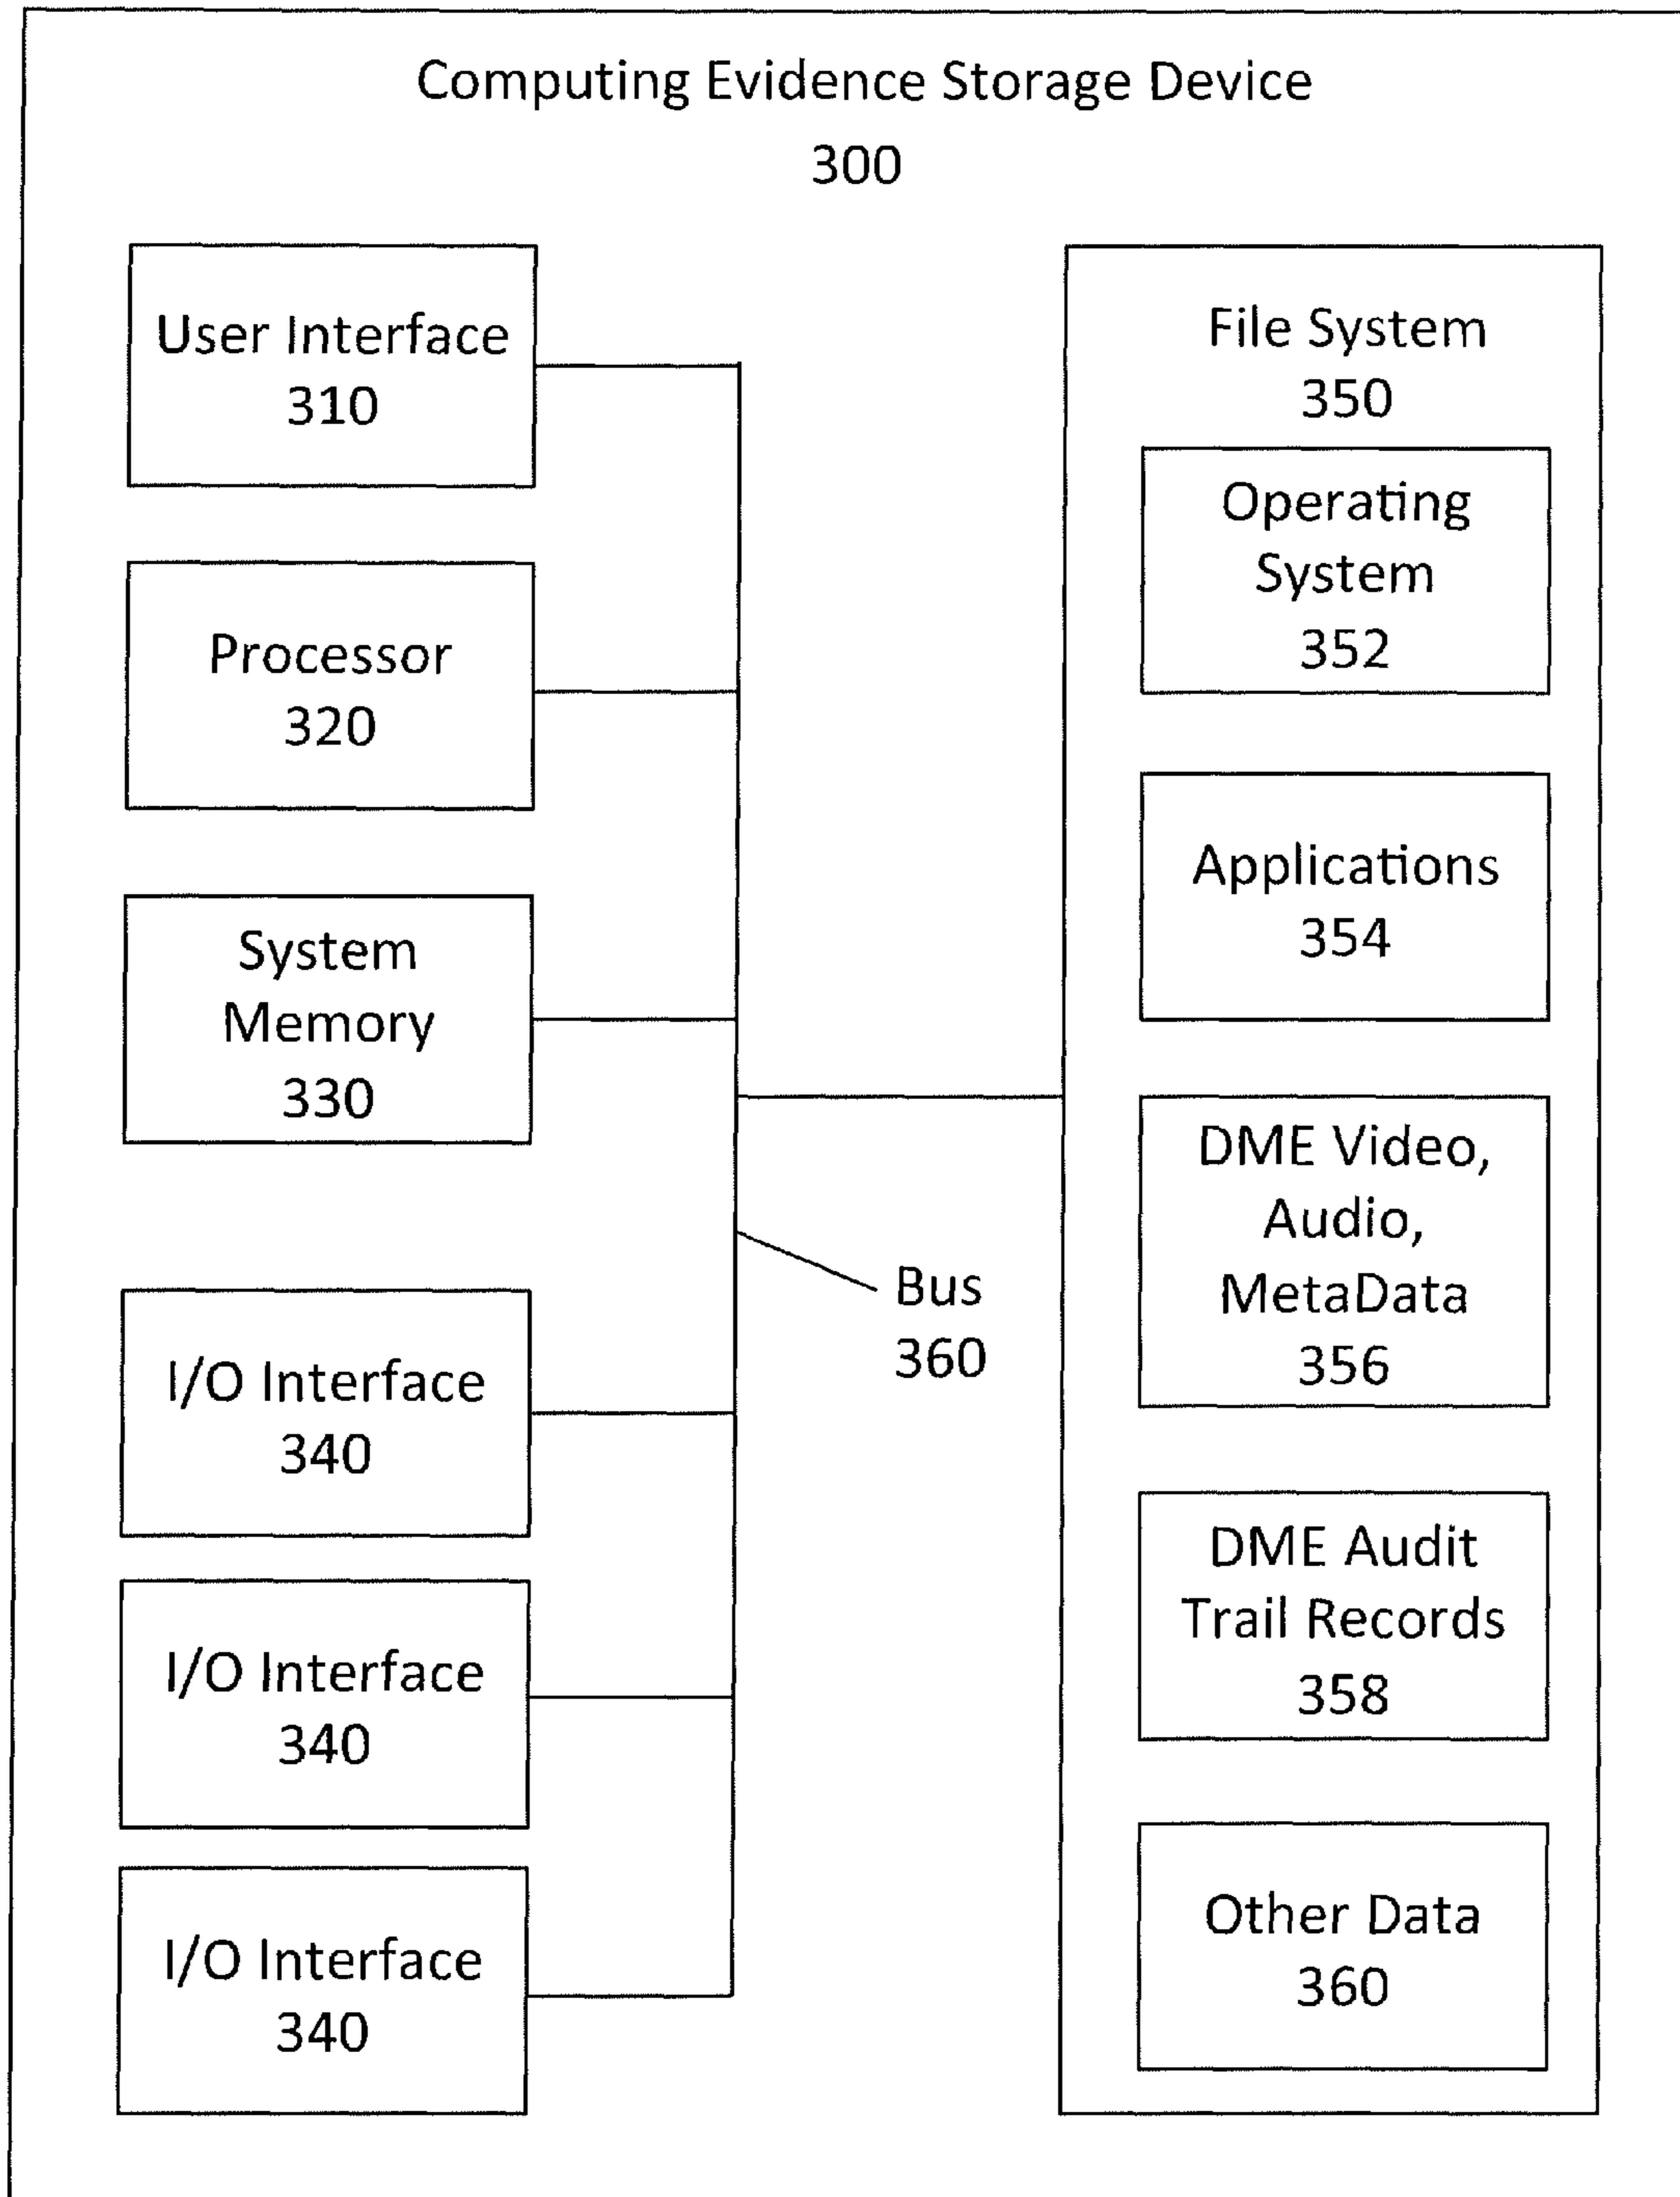 Computing Evidence Storage Device
300
User Interface
310
Processor
320
System
Memory
330
I/O Interface
340
I/O Interface
340
I/O Interface
340
Bus
360
File System
350
Operating
System
352
Applications
354
DME Video,
Audio,
MetaData
356
DME Audit
Trail Records
358
Other Data
360